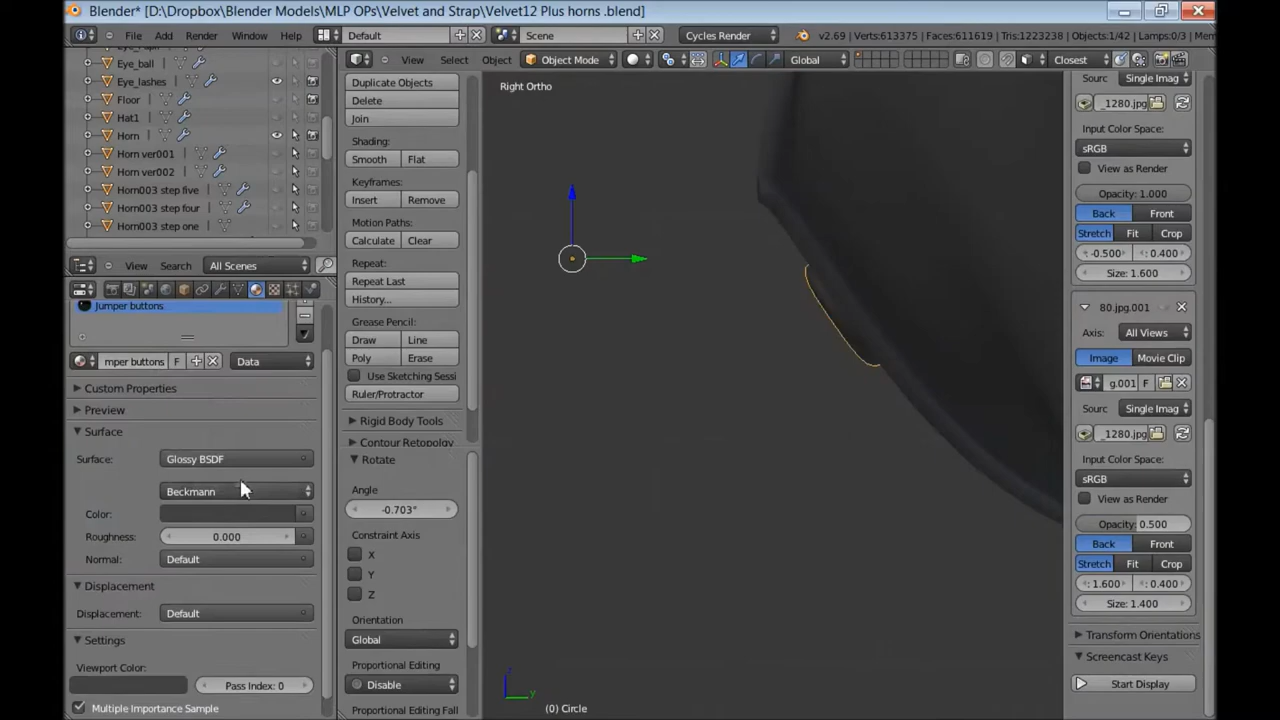 Blender* [D:\Dropbox\Blender Models\MLP OPs\Velvet and Strap\Velvet12 Plus horns .blend]
File Add Render Window Help Default Scene Cycles Render v2.69 | Verts:613375 | Faces:611619 | Tris:1223238 | Objects:1/42 | Lamps:0/3 |
Eye_ball
Eye_lashes
Floor
Hat1
Horn
Horn ver001
Horn ver002
Horn003 step five
Horn003 step four
Horn003 step one
View Search All Scenes
Jumper buttons
mper buttons F Data
Custom Properties
Preview
Surface
Surface: Glossy BSDF
Beckmann
Color:
Roughness: 0.000
Normal: Default
Displacement
Displacement: Default
Settings
Viewport Color:
Pass Index: 0
Multiple Importance Sample
View Select Object Object Mode Global Closest
Duplicate Objects
Delete
Join
Shading:
Smooth Flat
Keyframes:
Insert Remove
Motion Paths:
Calculate Clear
Repeat:
Repeat Last
History...
Grease Pencil:
Draw Line
Poly Erase
Use Sketching Sessi
Ruler/Protractor
Rigid Body Tools
Contour Retopology
Rotate
Angle
-0.703°
Constraint Axis
X
Y
Z
Orientation
Global
Proportional Editing
Disable
Proportional Editing Fall
Right Ortho
z
y
(0) Circle
Sourc Single Imag
_1280.jpg
Input Color Space:
sRGB
View as Render
Opacity: 1.000
Back Front
Stretch Fit Crop
-0.500 : 0.400
Size: 1.600
80.jpg.001
Axis: All Views
Image Movie Clip
g.001 F
Sourc Single Imag
_1280.jpg
Input Color Space:
sRGB
View as Render
Opacity: 0.500
Back Front
Stretch Fit Crop
: 1.600 : 0.400
Size: 1.400
Transform Orientations
Screencast Keys
Start Display